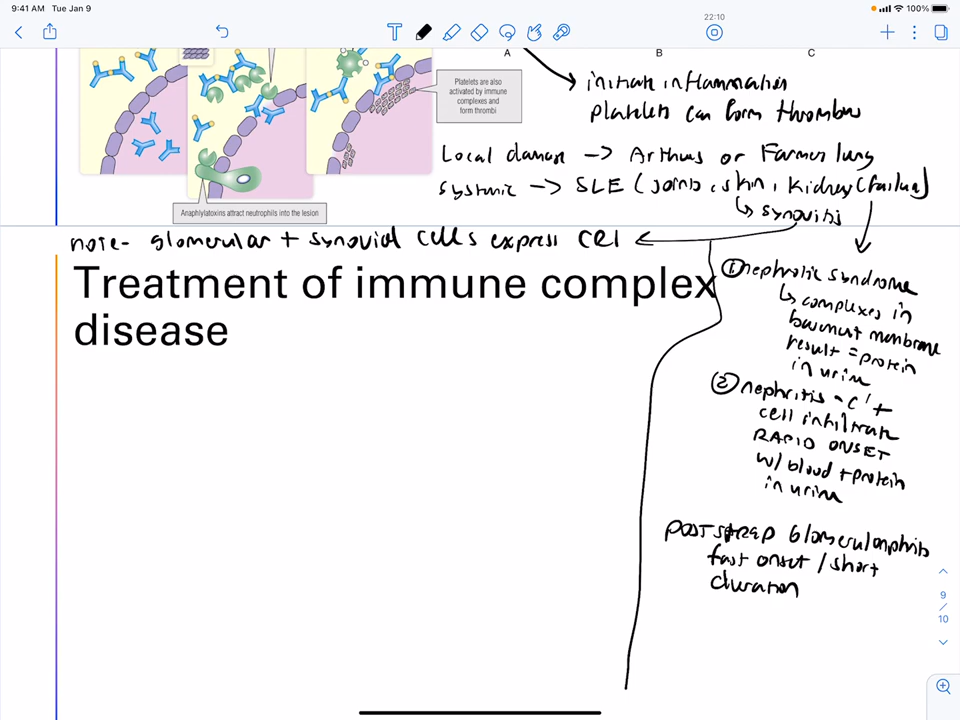 9:41 AM Tue Jan 9
100%
22:10
A
B
C
Platelets are also
activated by immune
complexes and
form thrombi
Anaphylatoxins attract neutrophils into the lesion
initiate inflammation
platelets can form thrombus
Local damage -> Arthus or Farmer lung
systemic -> SLE (joints, skin, kidney (failure)
synovitis
note- glomerular + synovial cells express
Treatment of immune complex
disease
① nephrotic syndrome
complexes in
basement membrane
result = protein
in urine
② nephritis - C' +
cell infiltrate
RAPID ONSET
w/ blood + protein
in urine
POSTSTREP Glomerulonephritis
fast onset / short
duration
9
/
10